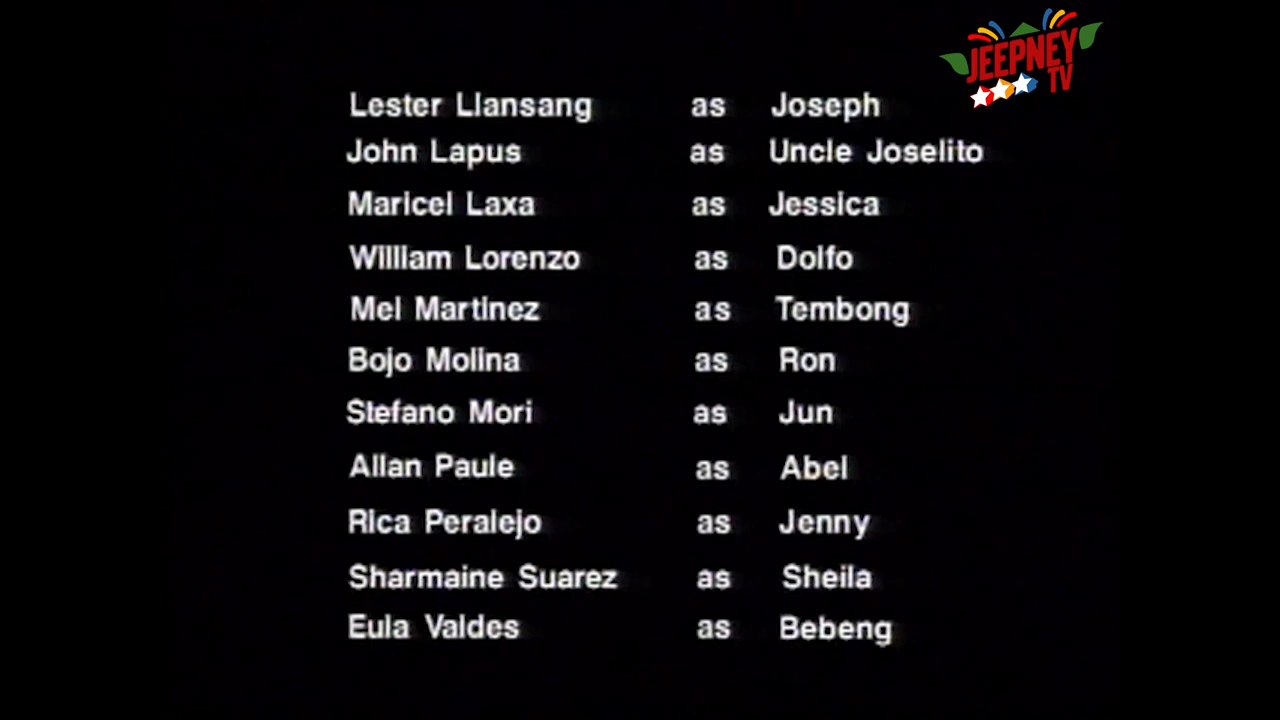 JEEPNEY
TV
Lester Llansang as Joseph
John Lapus as Uncle Joselito
Maricel Laxa as Jessica
William Lorenzo as Dolfo
Mel Martinez as Tembong
Bojo Molina as Ron
Stefano Mori as Jun
Allan Paule as Abel
Rica Peralejo as Jenny
Sharmaine Suarez as Sheila
Eula Valdes as Bebeng